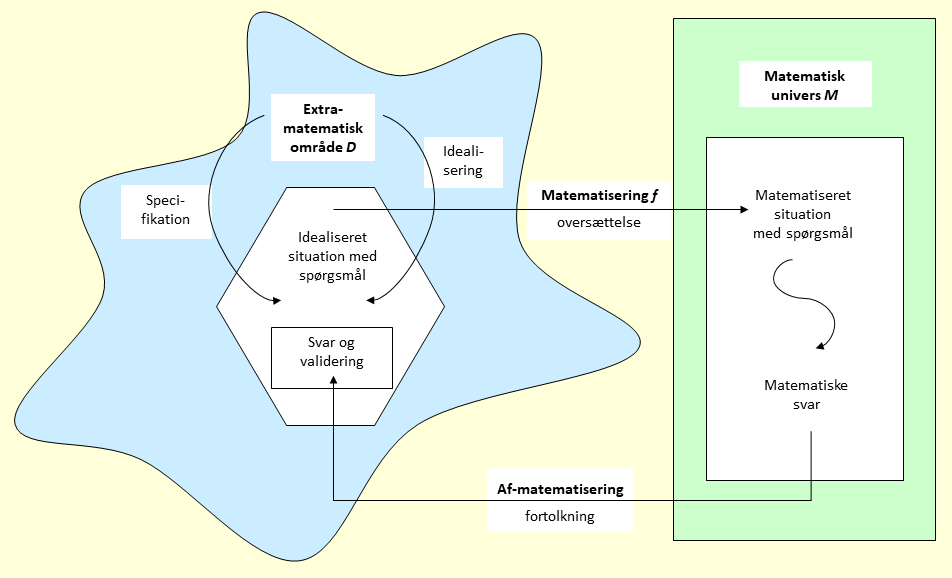 Extra-
matematisk
område D
Speci-
fikation
Ideali-
sering
Idealiseret
situation med
spørgsmål
Svar og
validering
Matematisering f
oversættelse
Matematisk
univers M
Matematiseret
situation
med spørgsmål
Matematiske
svar
Af-matematisering
fortolkning